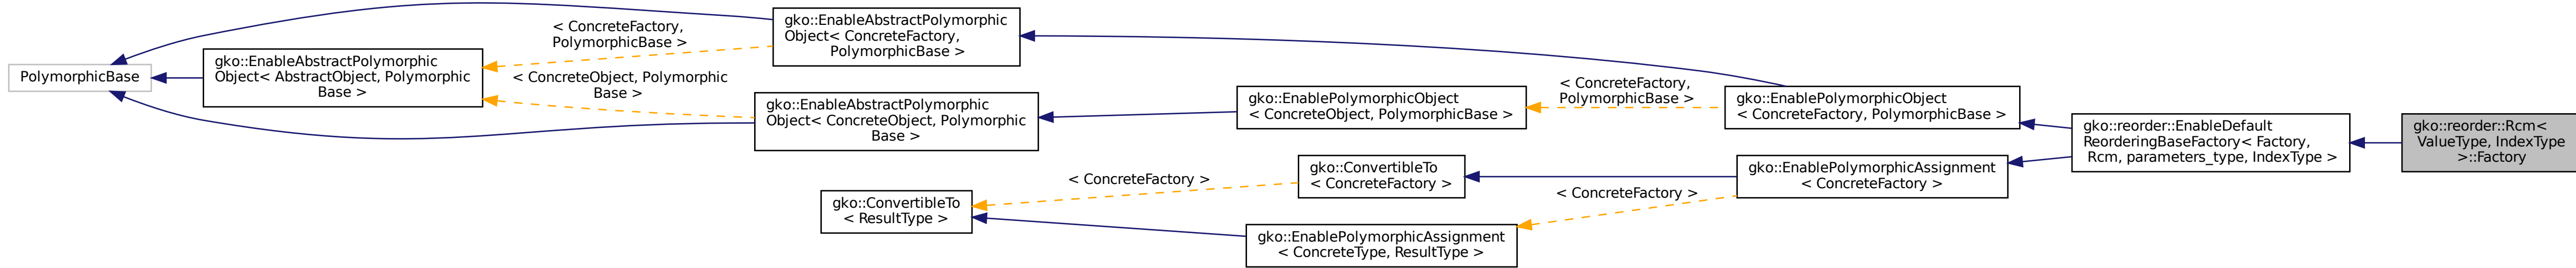 PolymorphicBase
gko::EnableAbstractPolymorphic
Object< AbstractObject, Polymorphic
Base >
< ConcreteFactory,
PolymorphicBase >
< ConcreteObject, Polymorphic
Base >
gko::EnableAbstractPolymorphic
Object< ConcreteFactory,
PolymorphicBase >
gko::EnableAbstractPolymorphic
Object< ConcreteObject, Polymorphic
Base >
gko::ConvertibleTo
< ResultType >
< ConcreteFactory >
gko::EnablePolymorphicObject
< ConcreteObject, PolymorphicBase >
gko::ConvertibleTo
< ConcreteFactory >
gko::EnablePolymorphicAssignment
< ConcreteType, ResultType >
< ConcreteFactory,
PolymorphicBase >
< ConcreteFactory >
gko::EnablePolymorphicObject
< ConcreteFactory, PolymorphicBase >
gko::EnablePolymorphicAssignment
< ConcreteFactory >
gko::reorder::EnableDefault
ReorderingBaseFactory< Factory,
Rcm, parameters_type, IndexType >
gko::reorder::Rcm<
ValueType, IndexType
>::Factory